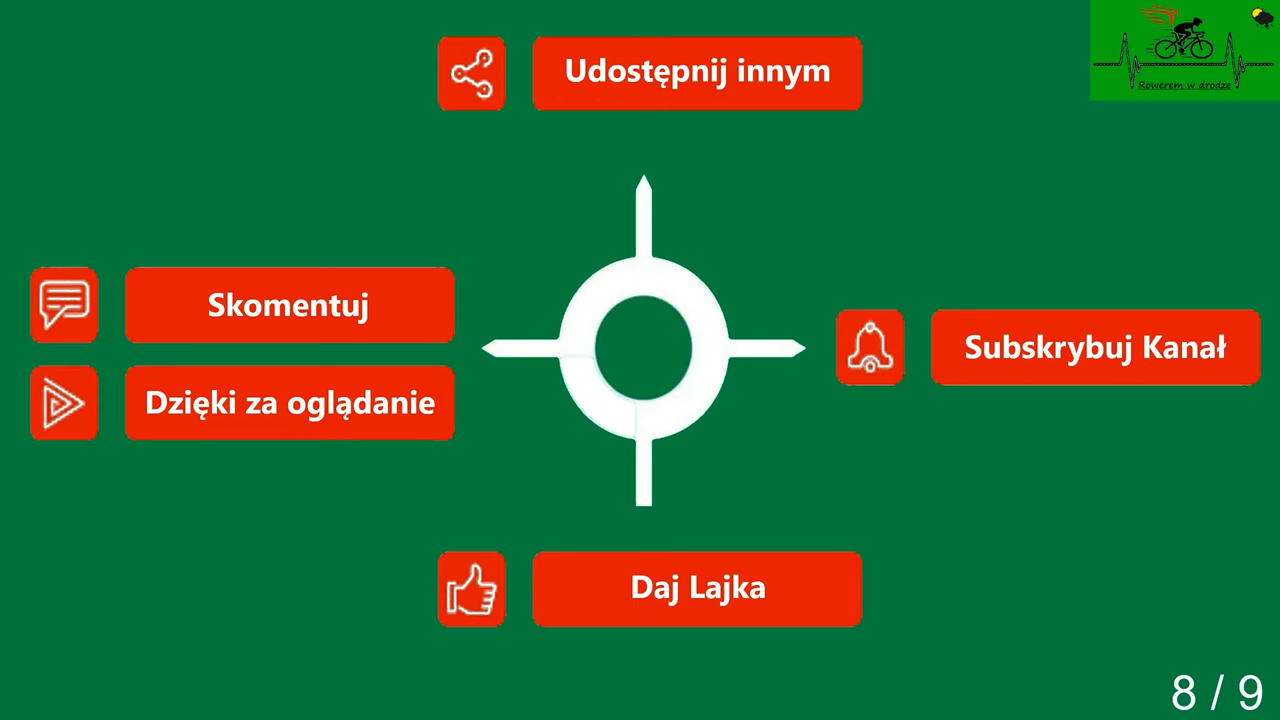 Udostępnij innym
Rowerem w drodze
Skomentuj
Dzięki za oglądanie
Subskrybuj Kanał
Daj Lajka
8 / 9